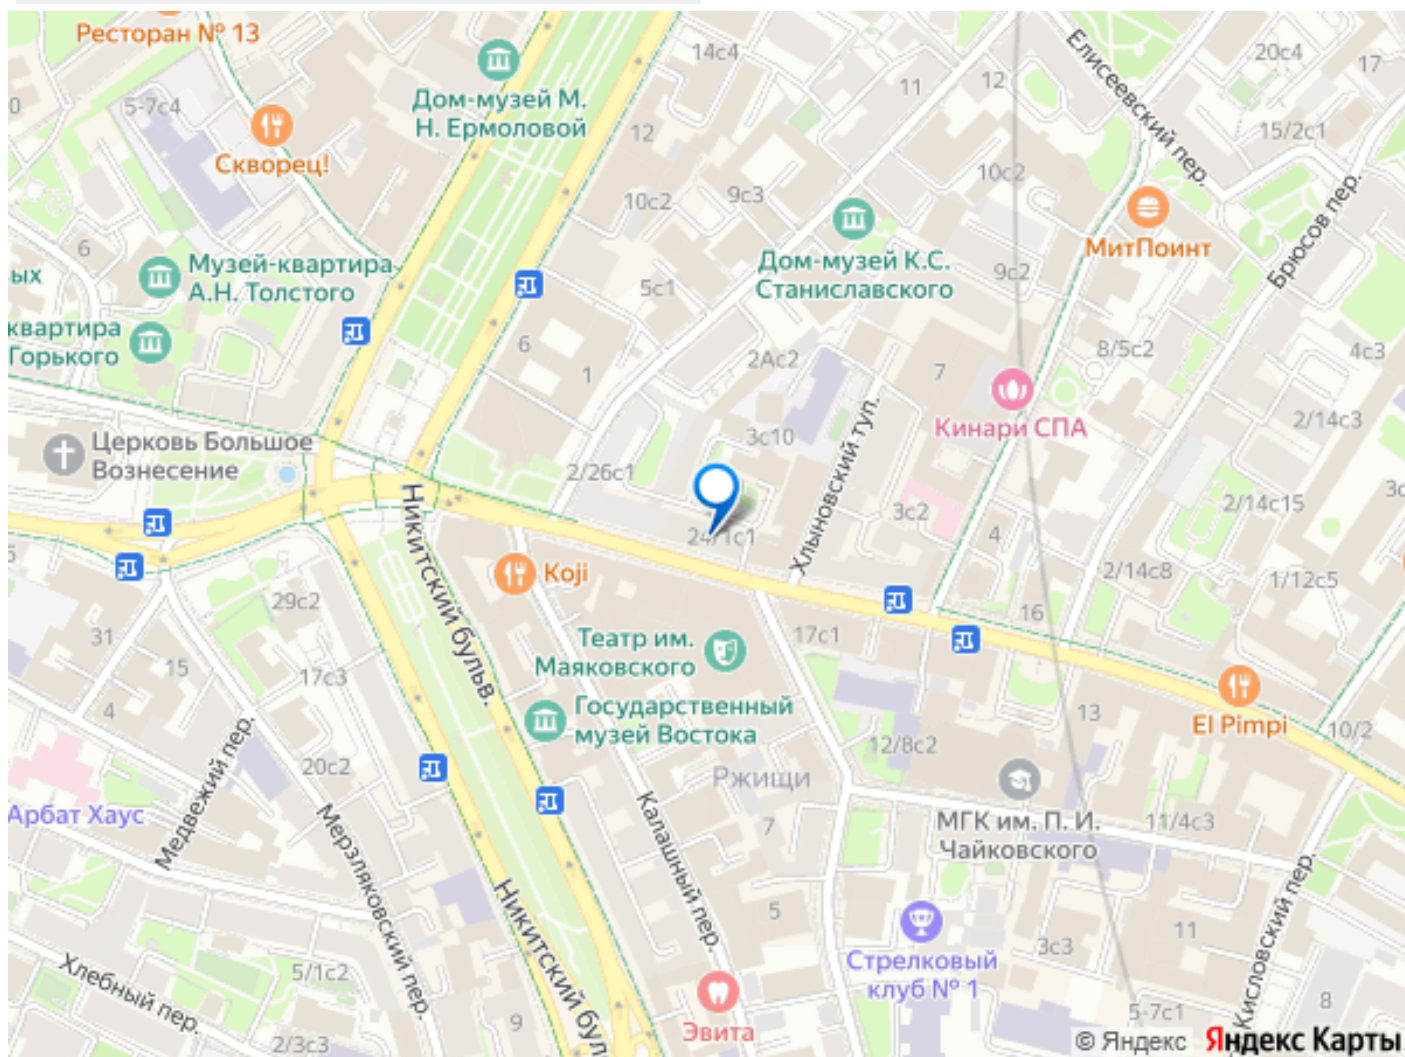 Ресторан № 13
14с4
20с4
17
Елисеевский пер.
12
11
5-7с4
Дом-музей М.
Н. Ермоловой
12
15/2с1
Скворец!
10с2
9с3
10с2
МитПоинт
Брюсов пер.
6
Музей-квартира
А.Н. Толстого
Дом-музей К.С.
Станиславского
9с2
5с1
квартира
Горького
6
1
2Ас2
7
8/5с2
4с3
Кинари СПА
2/14с3
Церковь Большое
Вознесение
3с10
2/26с1
Хлыновский туп.
2/14с15
3с2
4
24/1с1
Никитский бульв.
Koji
2/14с8
1/12с5
29с2
16
31
15
17с3
Театр им.
Маяковского
17с1
4
Государственный
музей Востока
13
El Pimpi
10/2
Медвежий пер.
20с2
12/8с2
Ржищи
Арбат Хаус
Мерзляковский пер.
Калашный пер.
7
МГК им. П. И.
Чайковского
11/4с3
Никитский бул
5
11
3с3
Кисловский пер.
Хлебный пер.
5/1с2
Стрелковый
клуб № 1
9
Эвита
5-7с1
8
2/3с3
© Яндекс Яндекс Карты